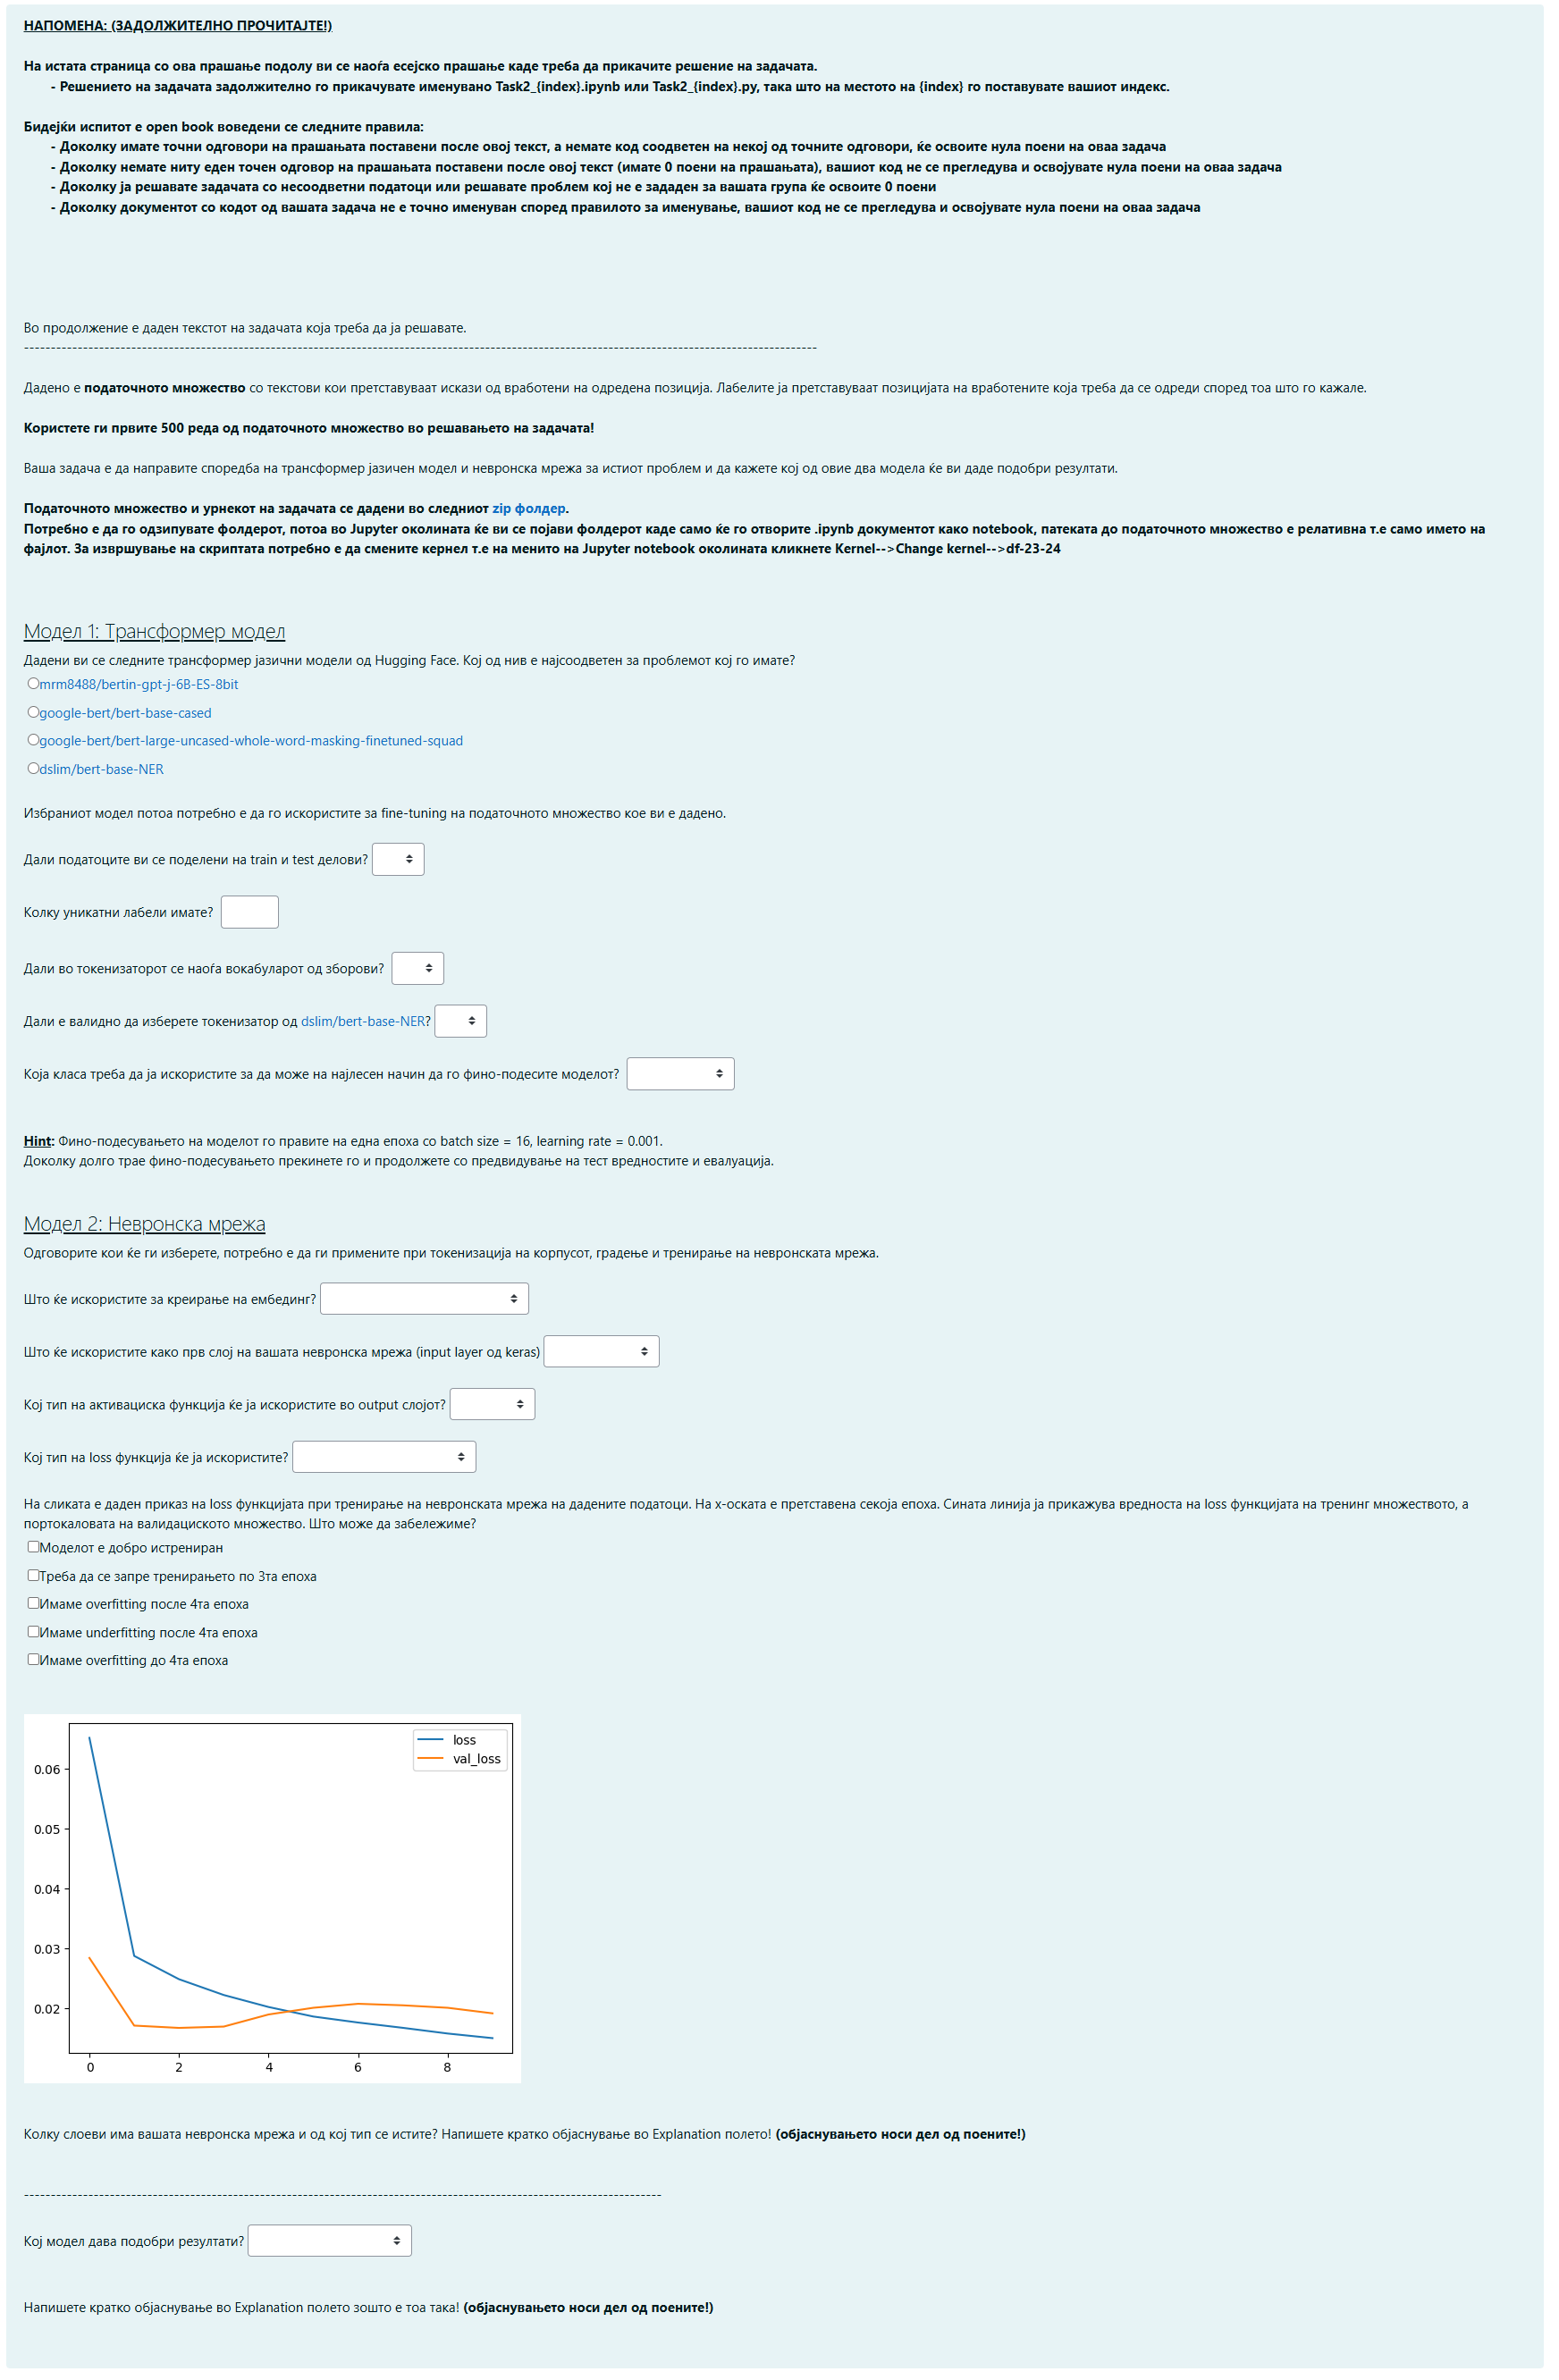 НАПОМЕНА: (ЗАДОЛЖИТЕЛНО ПРОЧИТАЈТЕ!)
На истата страница со ова прашање подолу ви се наоѓа есејско прашање каде треба да прикачите решение на задачата.
- Решението на задачата задолжително го прикачувате именувано Task2_{index}.ipynb или Task2_{index}.py, така што на местото на {index} го поставувате вашиот индекс.
Бидејќи испитот е open book воведени се следните правила:
- Доколку имате точни одговори на прашањата поставени после овој текст, а немате код соодветен на некој од точните одговори, ќе освоите нула поени на оваа задача
- Доколку немате ниту еден точен одговор на прашањата поставени после овој текст (имате 0 поени на прашањата), вашиот код не се прегледува и освојувате нула поени на оваа задача
- Доколку ја решавате задачата со несоодветни податоци или решавате проблем кој не е зададен за вашата група ќе освоите 0 поени
- Доколку документот со кодот од вашата задача не е точно именуван според правилото за именување, вашиот код не се прегледува и освојувате нула поени на оваа задача
Во продолжение е даден текстот на задачата која треба да ја решавате.
----------------------------------------------------------------------------------------------------------------------------------------------------
Дадено е податочното множество со текстови кои претставуваат искази од вработени на одредена позиција. Лабелите ја претставуваат позицијата на вработените која треба да се одреди според тоа што го кажале.
Користете ги првите 500 реда од податочното множество во решавањето на задачата!
Ваша задача е да направите споредба на трансформер јазичен модел и невронска мрежа за истиот проблем и да кажете кој од овие два модела ќе ви даде подобри резултати.
Податочното множество и урнекот на задачата се дадени во следниот zip фолдер.
Потребно е да го одзипувате фолдерот, потоа во Jupyter околината ќе ви се појави фолдерот каде само ќе го отворите .ipynb документот како notebook, патеката до податочното множество е релативна т.е само името на
фајлот. За извршување на скриптата потребно е да смените кернел т.е на менито на Jupyter notebook околината кликнете Kernel-->Change kernel-->df-23-24
Модел 1: Трансформер модел
Дадени ви се следните трансформер јазични модели од Hugging Face. Кој од нив е најсоодветен за проблемот кој го имате?
mrm8488/bertin-gpt-j-6B-ES-8bit
google-bert/bert-base-cased
google-bert/bert-large-uncased-whole-word-masking-finetuned-squad
dslim/bert-base-NER
Избраниот модел потоа потребно е да го искористите за fine-tuning на податочното множество кое ви е дадено.
Дали податоците ви се поделени на train и test делови?
Колку уникатни лабели имате?
Дали во токенизаторот се наоѓа вокабуларот од зборови?
Дали е валидно да изберете токенизатор од dslim/bert-base-NER?
Која класа треба да ја искористите за да може на најлесен начин да го фино-подесите моделот?
Hint: Фино-подесувањето на моделот го правите на една епоха со batch size = 16, learning rate = 0.001.
Доколку долго трае фино-подесувањето прекинете го и продолжете со предвидување на тест вредностите и евалуација.
Модел 2: Невронска мрежа
Одговорите кои ќе ги изберете, потребно е да ги примените при токенизација на корпусот, градење и тренирање на невронската мрежа.
Што ќе искористите за креирање на ембединг?
Што ќе искористите како прв слој на вашата невронска мрежа (input layer од keras)
Кој тип на активациска функција ќе ја искористите во output слојот?
Кој тип на loss функција ќе ја искористите?
На сликата е даден приказ на loss функцијата при тренирање на невронската мрежа на дадените податоци. На x-оската е претставена секоја епоха. Сината линија ја прикажува вредноста на loss функцијата на тренинг множеството, а
портокаловата на валидациското множество. Што може да забележиме?
Моделот е добро истрениран
Треба да се запре тренирањето по 3та епоха
Имаме overfitting после 4та епоха
Имаме underfitting после 4та епоха
Имаме overfitting до 4та епоха
loss
val_loss
0.06
0.05
0.04
0.03
0.02
0 2 4 6 8
Колку слоеви има вашата невронска мрежа и од кој тип се истите? Напишете кратко објаснување во Explanation полето! (објаснувањето носи дел од поените!)
-----------------------------------------------------------------------------------------------------------------------
Кој модел дава подобри резултати?
Напишете кратко објаснување во Explanation полето зошто е тоа така! (објаснувањето носи дел од поените!)